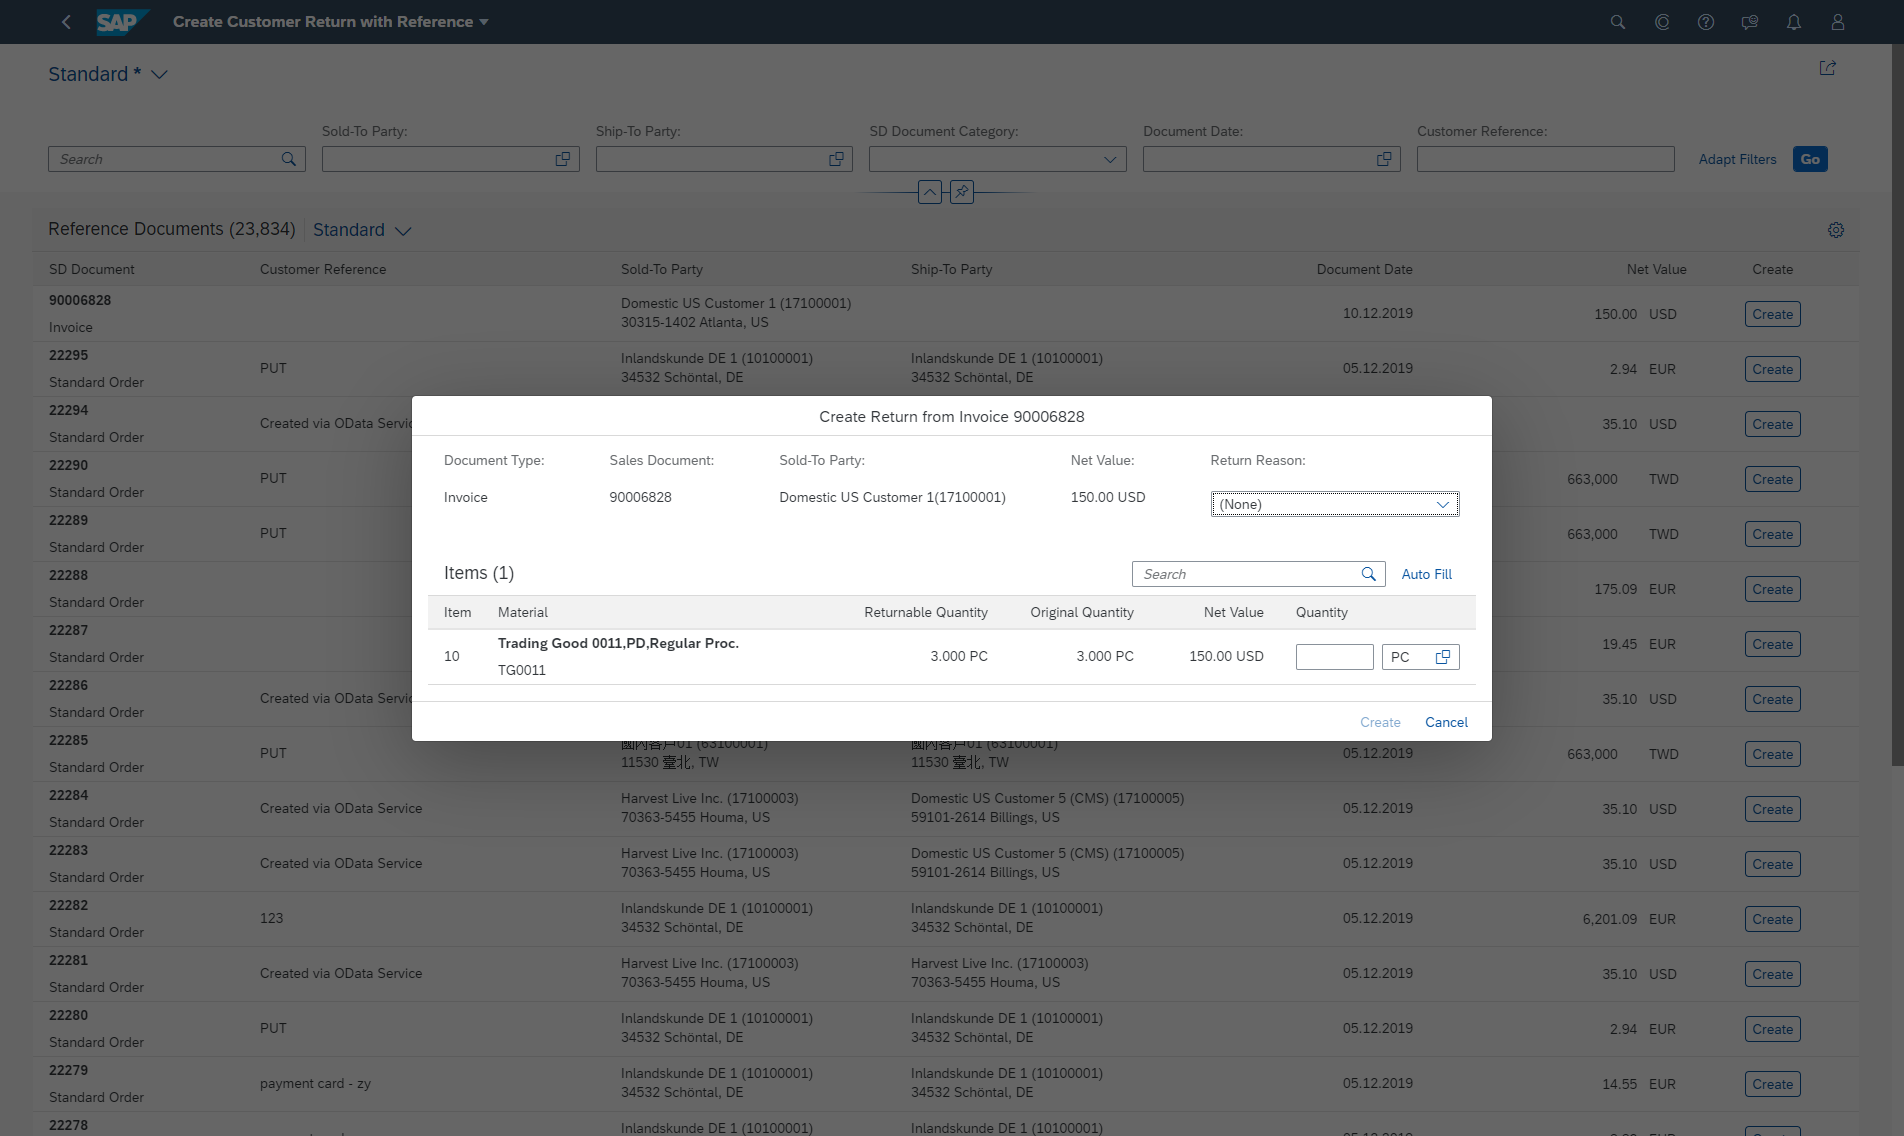 SAP Create Customer Return with Reference
Standard *
Sold-To Party: Ship-To Party: SD Document Category: Document Date: Customer Reference:
Search Adapt Filters Go
Reference Documents (23,834) Standard
SD Document Customer Reference Sold-To Party Ship-To Party Document Date Net Value Create
90006828
Invoice
Domestic US Customer 1 (17100001)
30315-1402 Atlanta, US
10.12.2019 150.00 USD Create
22295
Standard Order
PUT
Inlandskunde DE 1 (10100001)
34532 Schöntal, DE
Inlandskunde DE 1 (10100001)
34532 Schöntal, DE
05.12.2019 2.94 EUR Create
22294
Standard Order
Created via OData
35.10 USD Create
22290
Standard Order
PUT
663,000 TWD Create
22289
Standard Order
PUT
663,000 TWD Create
22288
Standard Order
175.09 EUR Create
22287
Standard Order
19.45 EUR Create
22286
Standard Order
Created via OData
35.10 USD Create
22285
Standard Order
PUT
國內客戶01 (63100001)
11530 臺北, TW
國內客戶01 (63100001)
11530 臺北, TW
05.12.2019 663,000 TWD Create
22284
Standard Order
Created via OData Service
Harvest Live Inc. (17100003)
70363-5455 Houma, US
Domestic US Customer 5 (CMS) (17100005)
59101-2614 Billings, US
05.12.2019 35.10 USD Create
22283
Standard Order
Created via OData Service
Harvest Live Inc. (17100003)
70363-5455 Houma, US
Domestic US Customer 5 (CMS) (17100005)
59101-2614 Billings, US
05.12.2019 35.10 USD Create
22282
Standard Order
123
Inlandskunde DE 1 (10100001)
34532 Schöntal, DE
Inlandskunde DE 1 (10100001)
34532 Schöntal, DE
05.12.2019 6,201.09 EUR Create
22281
Standard Order
Created via OData Service
Harvest Live Inc. (17100003)
70363-5455 Houma, US
Harvest Live Inc. (17100003)
70363-5455 Houma, US
05.12.2019 35.10 USD Create
22280
Standard Order
PUT
Inlandskunde DE 1 (10100001)
34532 Schöntal, DE
Inlandskunde DE 1 (10100001)
34532 Schöntal, DE
05.12.2019 2.94 EUR Create
22279
Standard Order
payment card - zy
Inlandskunde DE 1 (10100001)
34532 Schöntal, DE
Inlandskunde DE 1 (10100001)
34532 Schöntal, DE
05.12.2019 14.55 EUR Create
22278
Inlandskunde DE 1 (10100001)
Inlandskunde DE 1 (10100001)
Create Return from Invoice 90006828
Document Type: Sales Document: Sold-To Party: Net Value: Return Reason:
Invoice 90006828 Domestic US Customer 1(17100001) 150.00 USD (None)
Items (1) Search Auto Fill
Item Material Returnable Quantity Original Quantity Net Value Quantity
10
Trading Good 0011,PD,Regular Proc.
TG0011
3.000 PC 3.000 PC 150.00 USD PC
Create Cancel